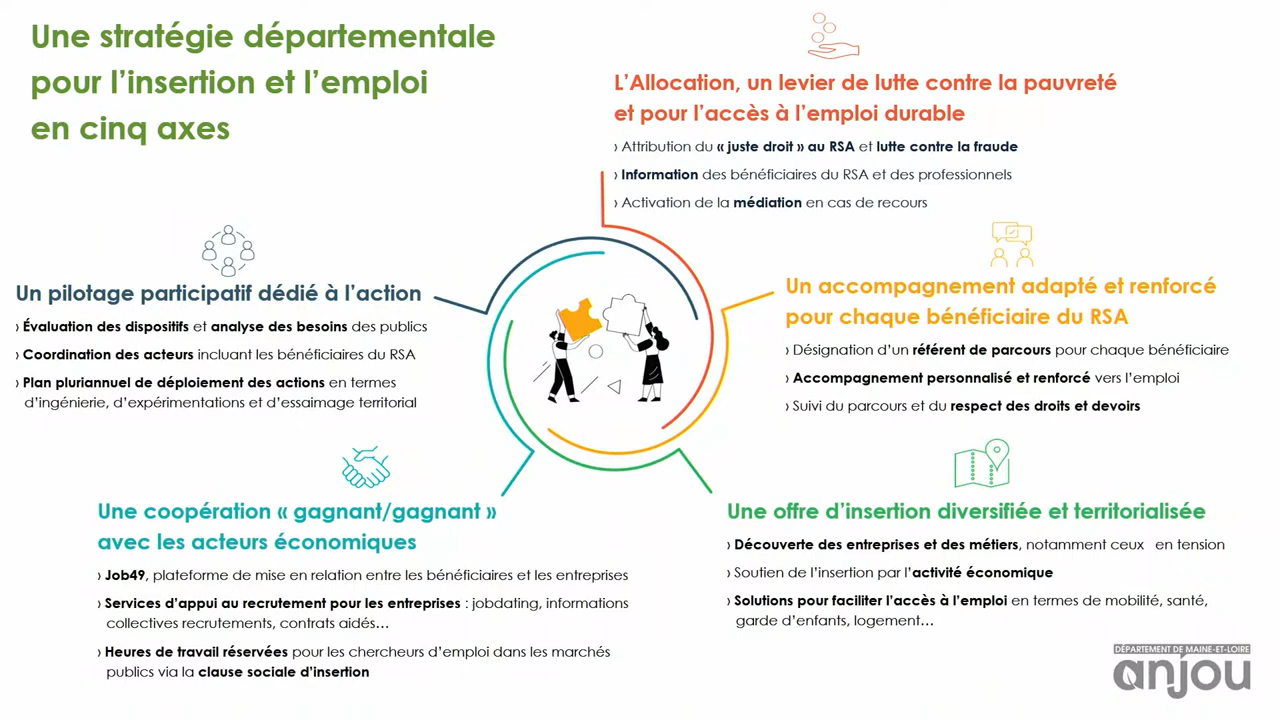 Une stratégie départementale
pour l’insertion et l’emploi
en cinq axes
L’Allocation, un levier de lutte contre la pauvreté
et pour l’accès à l’emploi durable
› Attribution du « juste droit » au RSA et lutte contre la fraude
› Information des bénéficiaires du RSA et des professionnels
› Activation de la médiation en cas de recours
Un accompagnement adapté et renforcé
pour chaque bénéficiaire du RSA
› Désignation d’un référent de parcours pour chaque bénéficiaire
› Accompagnement personnalisé et renforcé vers l’emploi
› Suivi du parcours et du respect des droits et devoirs
Une offre d’insertion diversifiée et territorialisée
› Découverte des entreprises et des métiers, notamment ceux en tension
› Soutien de l’insertion par l’activité économique
› Solutions pour faciliter l’accès à l’emploi en termes de mobilité, santé,
garde d’enfants, logement…
Une coopération « gagnant/gagnant »
avec les acteurs économiques
› Job49, plateforme de mise en relation entre les bénéficiaires et les entreprises
› Services d’appui au recrutement pour les entreprises : jobdating, informations
collectives recrutements, contrats aidés…
› Heures de travail réservées pour les chercheurs d’emploi dans les marchés
publics via la clause sociale d’insertion
Un pilotage participatif dédié à l’action
› Évaluation des dispositifs et analyse des besoins des publics
› Coordination des acteurs incluant les bénéficiaires du RSA
› Plan pluriannuel de déploiement des actions en termes
d’ingénierie, d’expérimentations et d’essaimage territorial
DÉPARTEMENT DE MAINE-ET-LOIRE
anjou